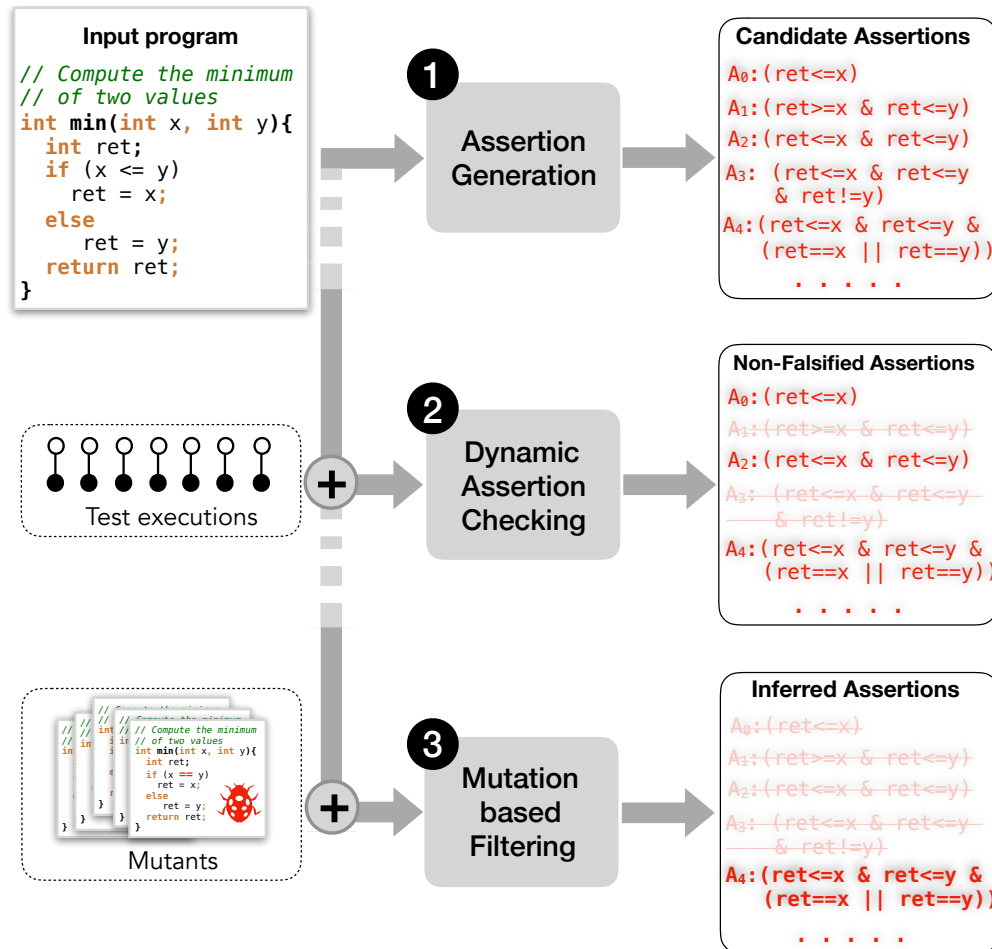 Input program
// Compute the minimum
// of two values
int min(int x, int y){
int ret;
if (x <= y)
ret = x;
else
ret = y;
return ret;
}
1
Assertion
Generation
Candidate Assertions
A₀:(ret<=x)
A₁:(ret>=x & ret<=y)
A₂:(ret<=x & ret<=y)
A₃: (ret<=x & ret<=y
& ret!=y)
A₄:(ret<=x & ret<=y &
(ret==x || ret==y))
. . . . .
Test executions
+
2
Dynamic
Assertion
Checking
Non-Falsified Assertions
A₀:(ret<=x)
A₁:(ret>=x & ret<=y)
A₂:(ret<=x & ret<=y)
A₃: (ret<=x & ret<=y
& ret!=y)
A₄:(ret<=x & ret<=y &
(ret==x || ret==y))
. . . . .
// Compute the minimum
// of two values
int min(int x, int y){
int ret;
if (x == y)
ret = x;
else
ret = y;
return ret;
}
Mutants
+
3
Mutation
based
Filtering
Inferred Assertions
A₀:(ret<=x)
A₁:(ret>=x & ret<=y)
A₂:(ret<=x & ret<=y)
A₃: (ret<=x & ret<=y
& ret!=y)
A₄:(ret<=x & ret<=y &
(ret==x || ret==y))
. . . . .